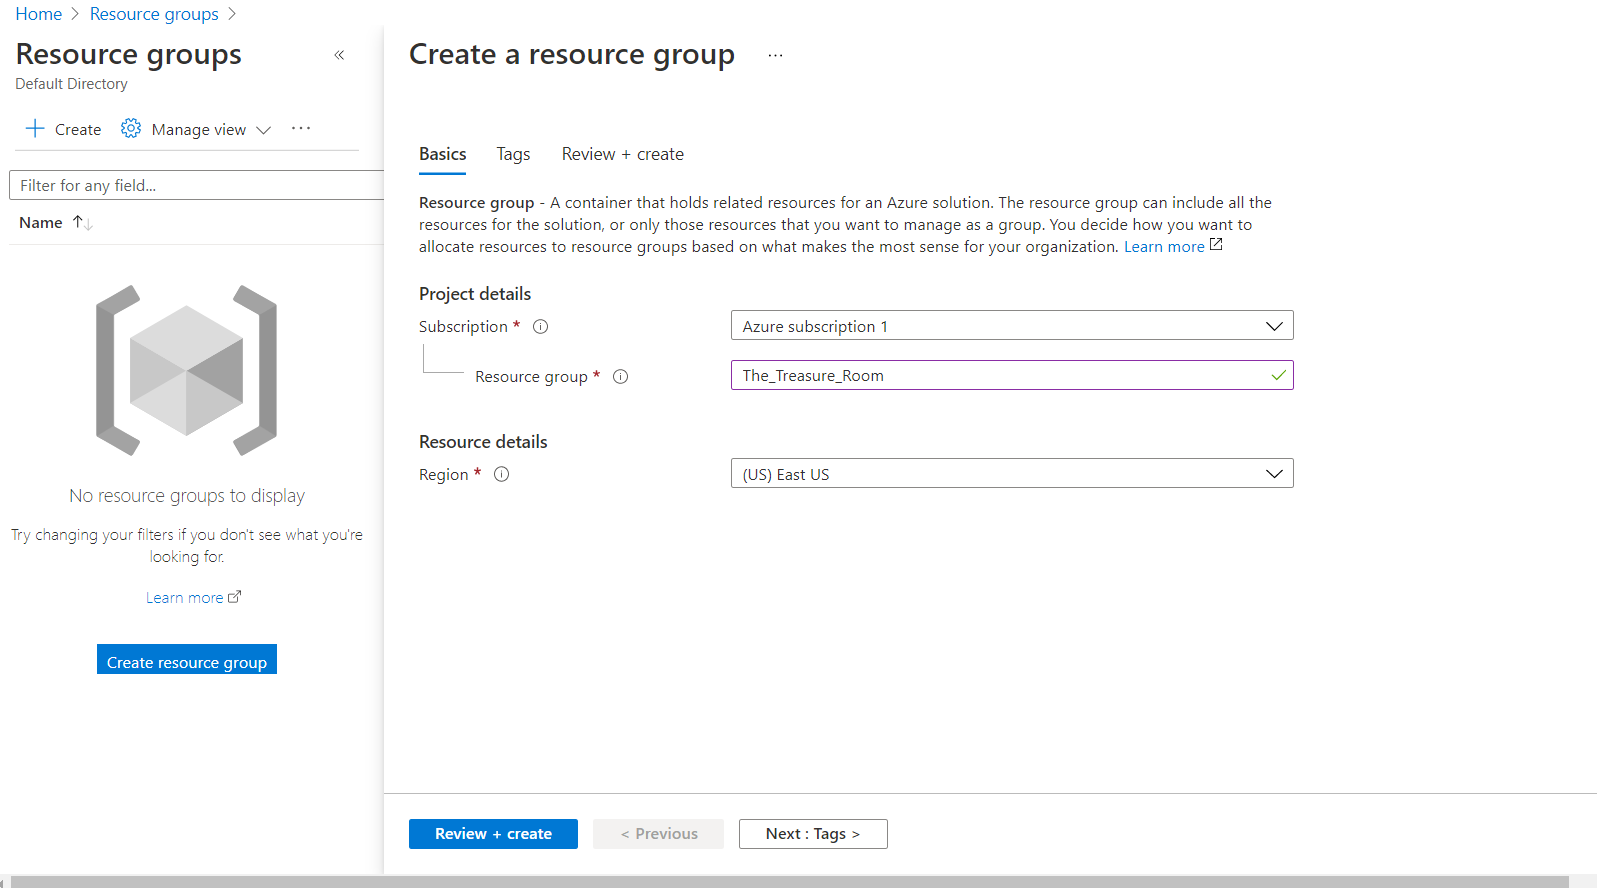 Home > Resource groups >
Resource groups «
Default Directory
+ Create Manage view ...
Filter for any field...
Name ↑↓
No resource groups to display
Try changing your filters if you don't see what you're
looking for.
Learn more
Create resource group
Create a resource group ...
Basics Tags Review + create
Resource group - A container that holds related resources for an Azure solution. The resource group can include all the
resources for the solution, or only those resources that you want to manage as a group. You decide how you want to
allocate resources to resource groups based on what makes the most sense for your organization. Learn more
Project details
Subscription * Azure subscription 1
Resource group * The_Treasure_Room
Resource details
Region * (US) East US
Review + create < Previous Next : Tags >